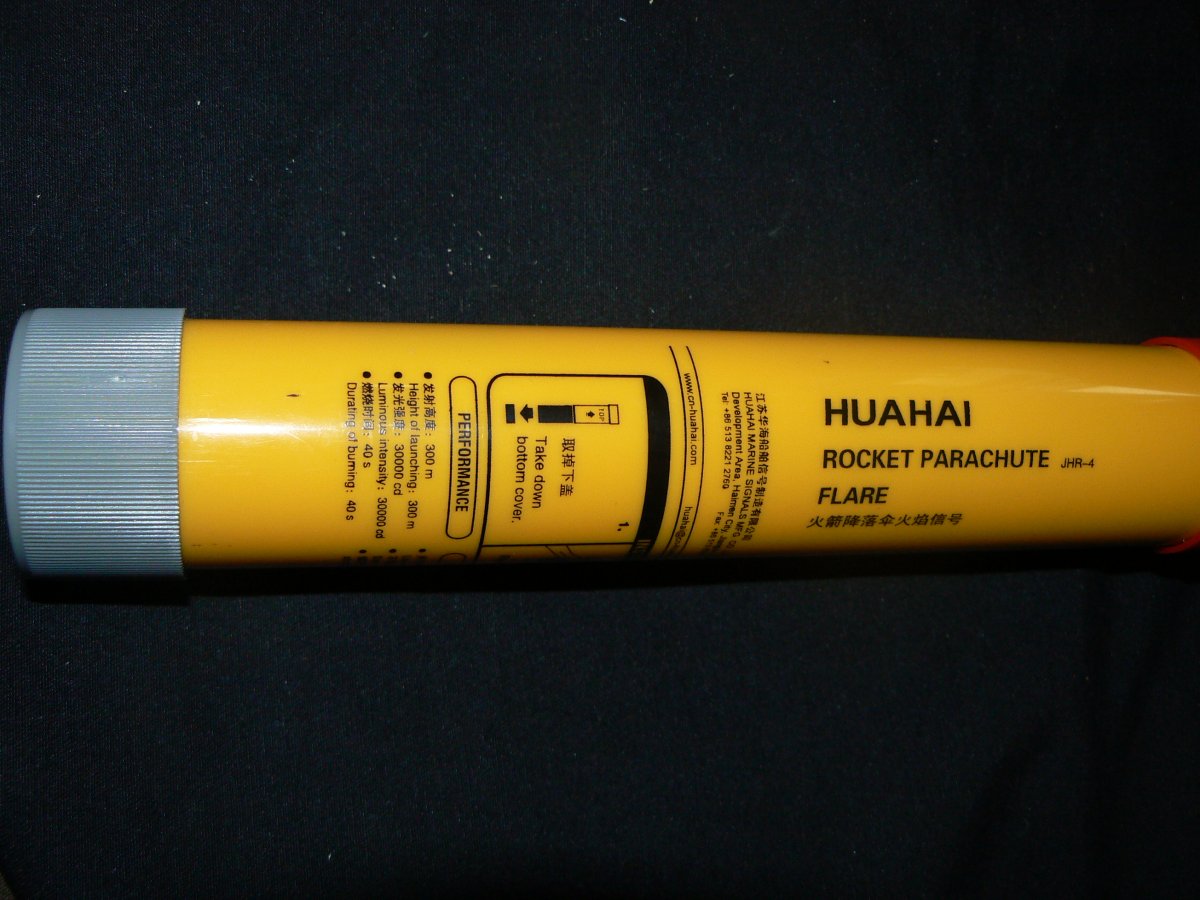 HUAHAI
ROCKET PARACHUTE JHR-4
FLARE
火箭降落伞火焰信号
江苏华海船舶信号制造有限公司
HUAHAI MARINE SIGNALS MFG CO
Development Area, Haimen City,
Tel: +86 513 8221 2760
Fax: +86
www.cn-huahai.com
1.
TOP
取掉下盖
Take down
bottom cover.
PERFORMANCE
● 发射高度: 300 m
Height of launching: 300 m
● 发光强度: 30000 cd
Luminous intensity: 30000 cd
● 燃烧时间: 40 s
Durating of burning: 40 s